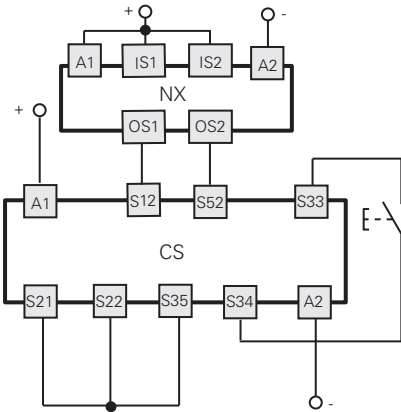 + -
A1 IS1 IS2 A2
NX
OS1 OS2
+
A1 S12 S52 S33
CS
S21 S22 S35 S34 A2
-